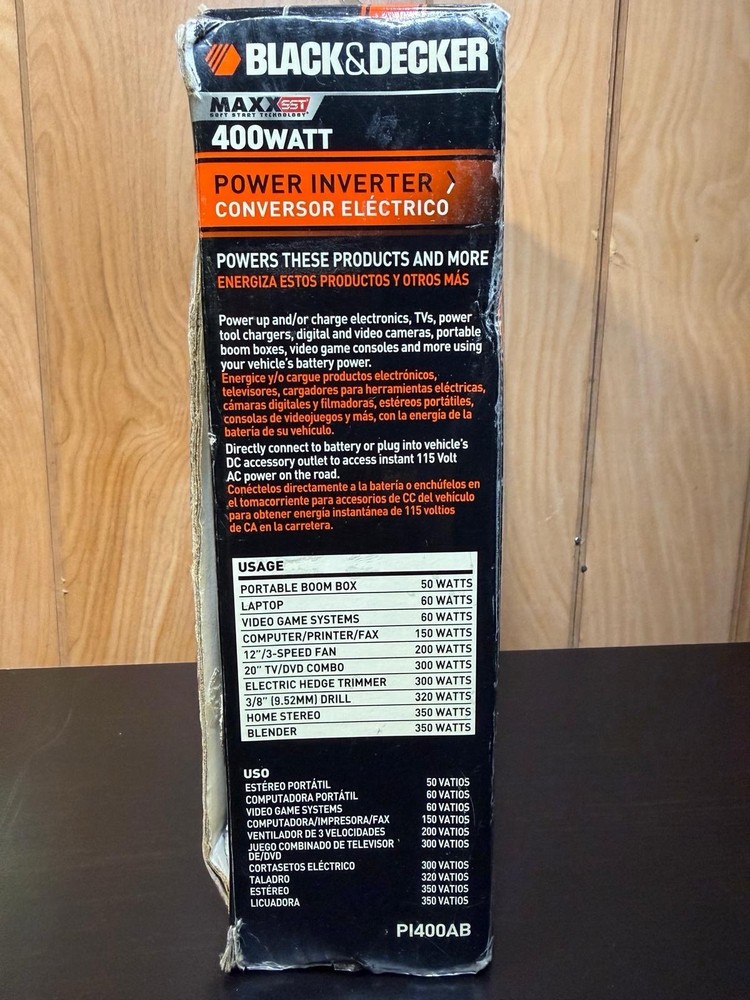 BLACK&DECKER
MAXX SST
SOFT START TECHNOLOGY
400WATT
POWER INVERTER
CONVERSOR ELÉCTRICO
POWERS THESE PRODUCTS AND MORE
ENERGIZA ESTOS PRODUCTOS Y OTROS MÁS
Power up and/or charge electronics, TVs, power
tool chargers, digital and video cameras, portable
boom boxes, video game consoles and more using
your vehicle's battery power.
Energice y/o cargue productos electrónicos,
televisores, cargadores para herramientas eléctricas,
cámaras digitales y filmadoras, estéreos portátiles,
consolas de videojuegos y más, con la energía de la
batería de su vehículo.
Directly connect to battery or plug into vehicle's
DC accessory outlet to access instant 115 Volt
AC power on the road.
Conéctelos directamente a la batería o enchúfelos en
el tomacorriente para accesorios de CC del vehículo
para obtener energía instantánea de 115 voltios
de CA en la carretera.
USAGE
PORTABLE BOOM BOX 50 WATTS
LAPTOP 60 WATTS
VIDEO GAME SYSTEMS 60 WATTS
COMPUTER/PRINTER/FAX 150 WATTS
12"/3-SPEED FAN 200 WATTS
20" TV/DVD COMBO 300 WATTS
ELECTRIC HEDGE TRIMMER 300 WATTS
3/8" (9.52MM) DRILL 320 WATTS
HOME STEREO 350 WATTS
BLENDER 350 WATTS
USO
ESTÉREO PORTÁTIL 50 VATIOS
COMPUTADORA PORTÁTIL 60 VATIOS
VIDEO GAME SYSTEMS 60 VATIOS
COMPUTADORA/IMPRESORA/FAX 150 VATIOS
VENTILADOR DE 3 VELOCIDADES 200 VATIOS
JUEGO COMBINADO DE TELEVISOR 300 VATIOS
DE/DVD
CORTASETOS ELÉCTRICO 300 VATIOS
TALADRO 320 VATIOS
ESTÉREO 350 VATIOS
LICUADORA 350 VATIOS
PI400AB